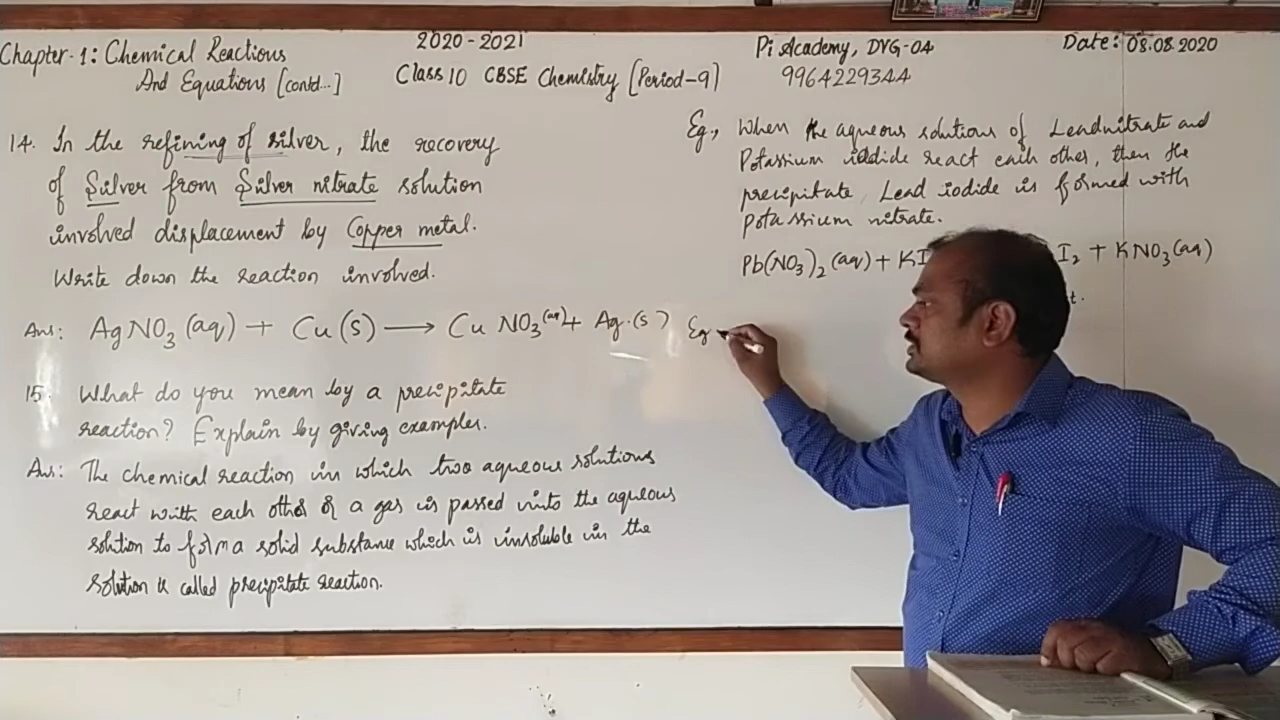 Chapter-1: Chemical Reactions
And Equations [contd...]
2020-2021
Class 10 CBSE Chemistry [Period-9]
Pi Academy, DVG-04
9964229344
Date: 08.08.2020
14. In the refining of silver, the recovery
of Silver from Silver nitrate solution
involved displacement by Copper metal.
Write down the reaction involved.
Ans: AgNO3 (aq) + Cu(s) ⟶ Cu NO3(aq) + Ag.(s)
15. What do you mean by a precipitate
reaction? Explain by giving examples.
Ans: The chemical reaction in which two aqueous solutions
react with each other or a gas is passed into the aqueous
solution to form a solid substance which is insoluble in the
solution is called precipitate reaction.
Eg., When the aqueous solutions of Leadnitrate and
Potassium iodide react each other, then the
precipitate, Lead iodide is formed with
Potassium nitrate.
Pb(NO3)2 (aq) + KI I2 + KNO3(aq)
t.
Eg